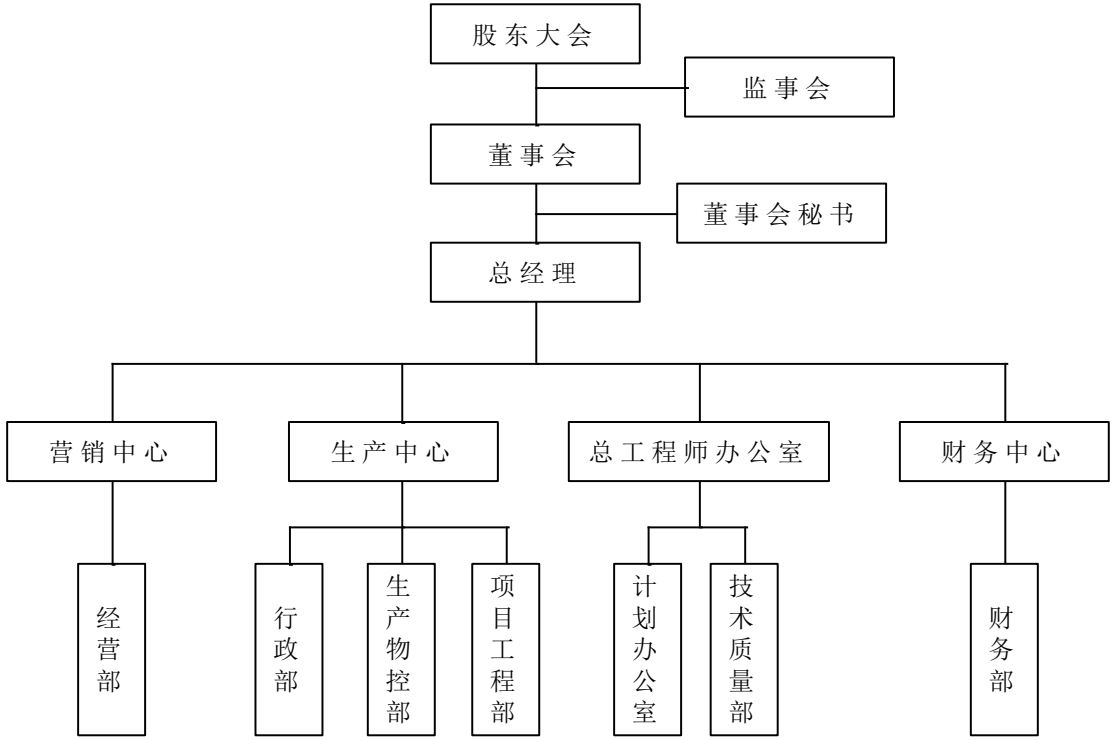 股东大会
监事会
董事会
董事会秘书
总经理
营销中心
生产中心
总工程师办公室
财务中心
经营部
行政部
生产物控部
项目工程部
计划办公室
技术质量部
财务部